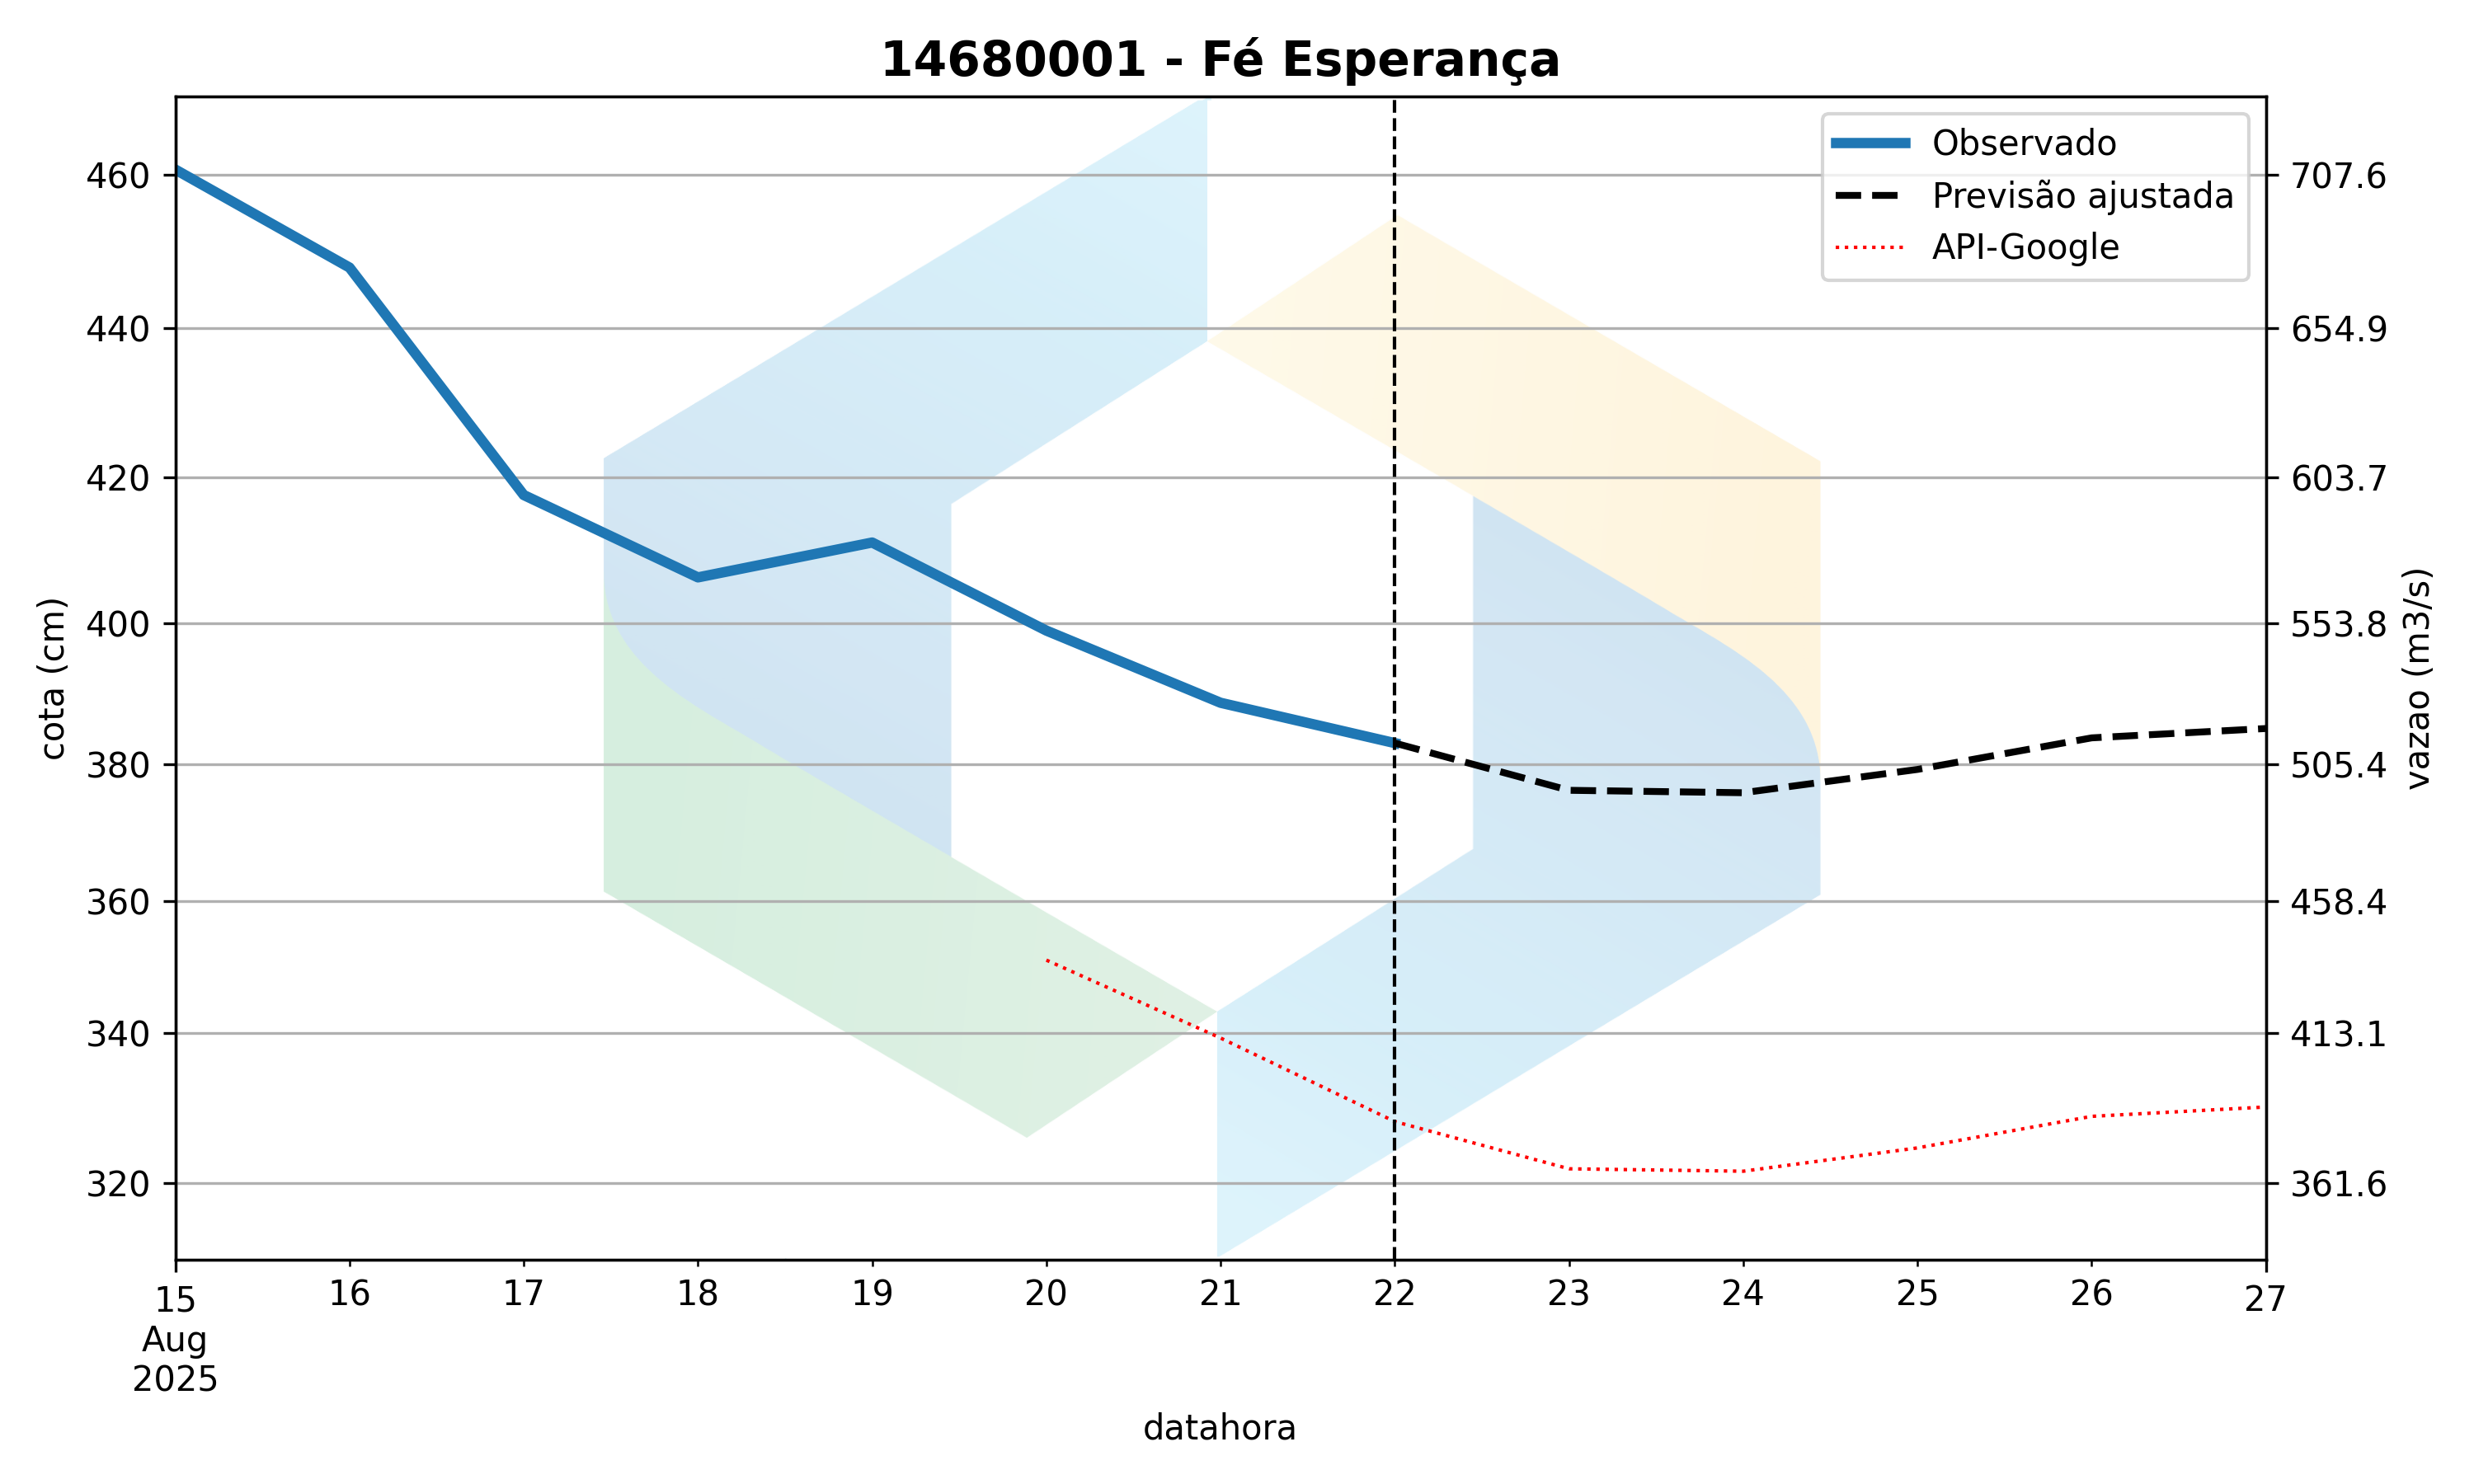 14680001 - Fé Esperança
Observado
Previsão ajustada
API-Google
460
440
420
400
380
360
340
320
cota (cm)
707.6
654.9
603.7
553.8
505.4
458.4
413.1
361.6
vazao (m3/s)
15 16 17 18 19 20 21 22 23 24 25 26 27
Aug
2025
datahora